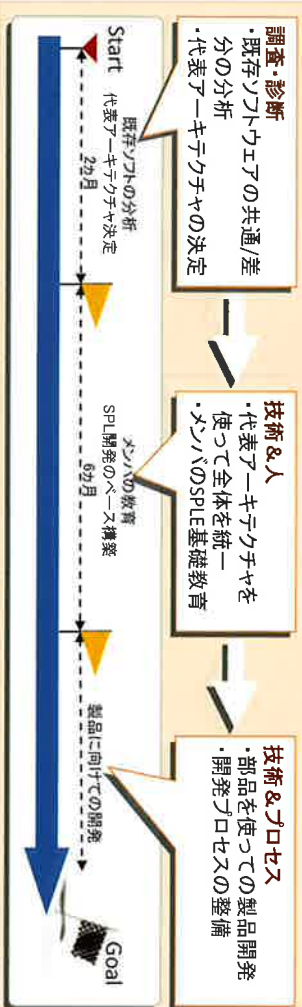 調査・診断
・既存ソフトウェアの共通/差
分の分析
・代表アーキテクチャの決定
技術&人
・代表アーキテクチャを
使って全体を統一
・メンバのSPLE基礎教育
技術&プロセス
・部品を使っての製品開発
・開発プロセスの整備
Start
既存ソフトの分析
代表アーキテクチャ決定
2カ月
メンバの教育
SPL開発のベース構築
6カ月
製品に向けての開発
Goal